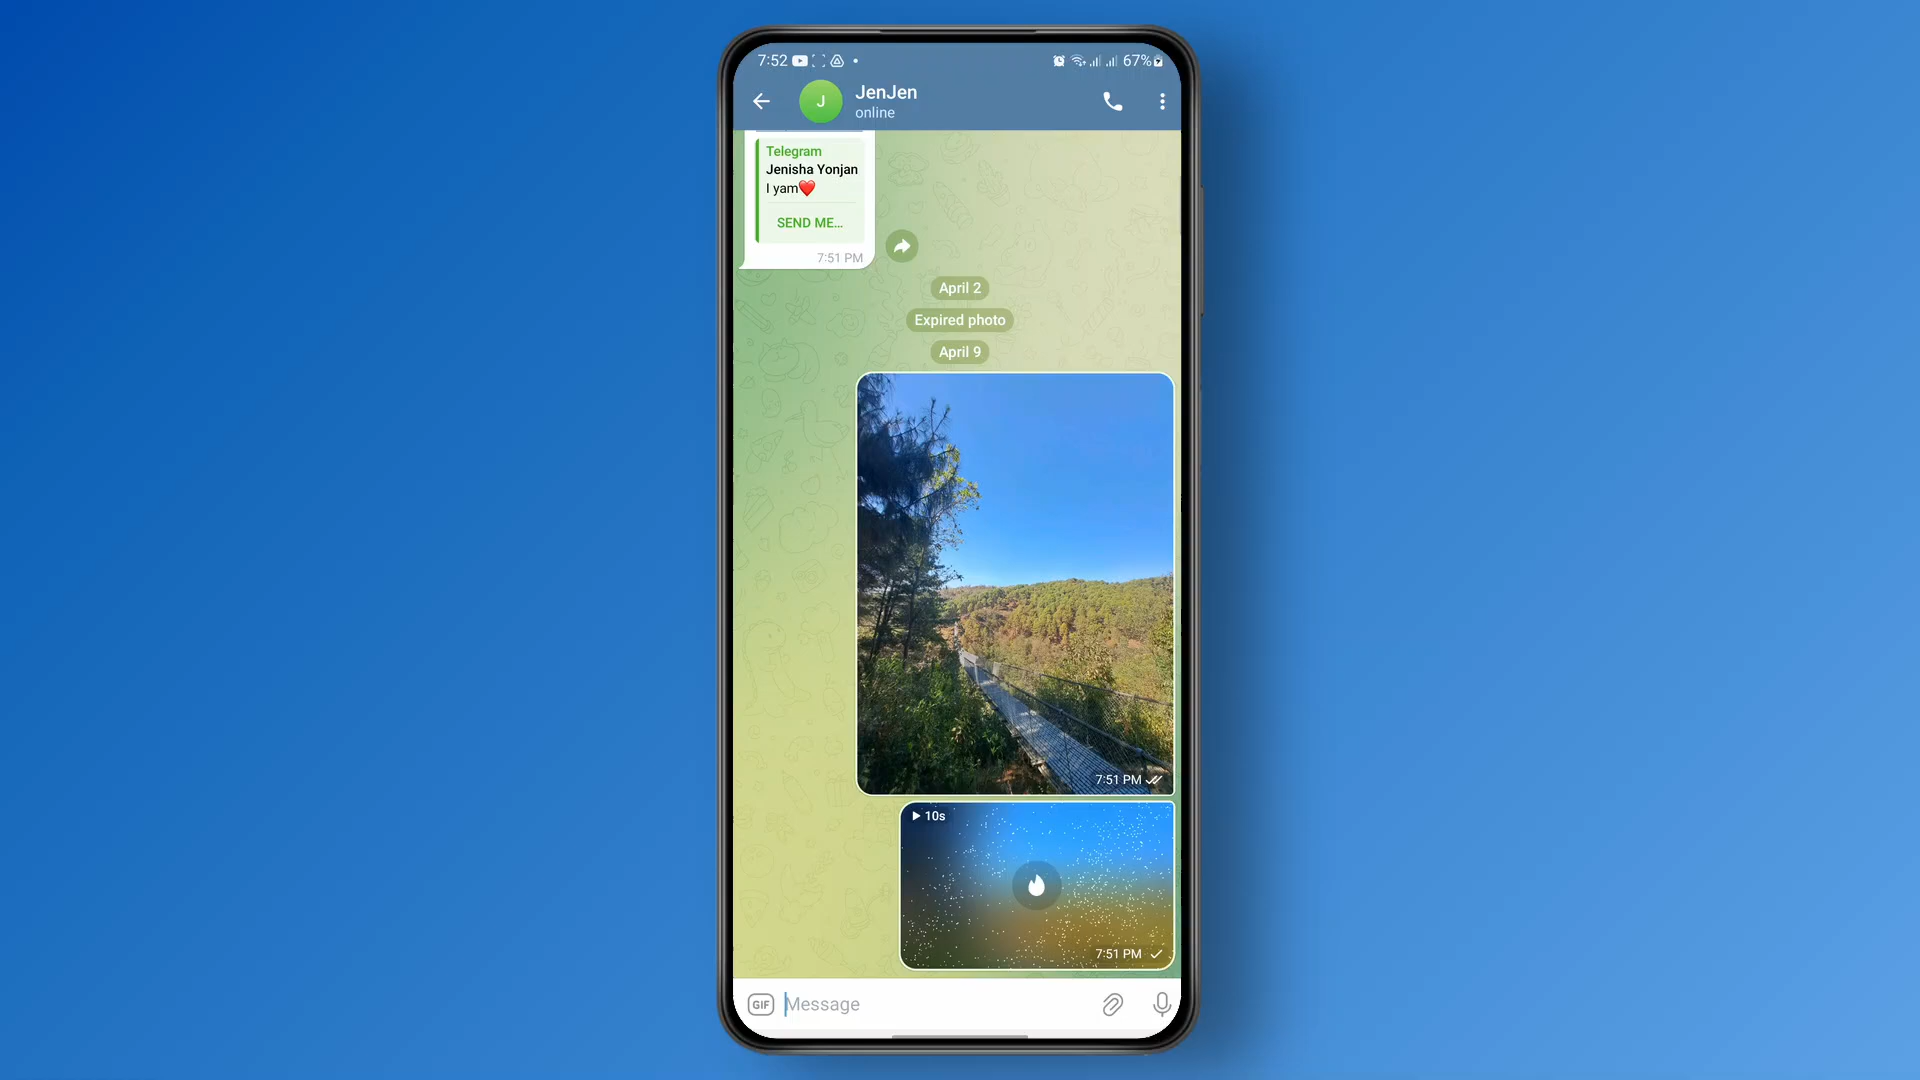 7:52
67%
J
JenJen
online
Telegram
Jenisha Yonjan
I yam❤️
SEND ME...
7:51 PM
April 2
Expired photo
April 9
7:51 PM
10s
7:51 PM
GIF
Message